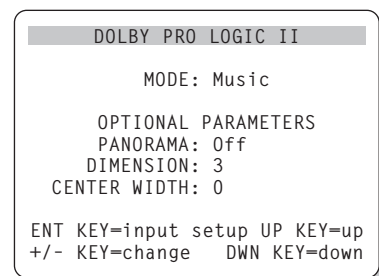 DOLBY PRO LOGIC II
MODE: Music
OPTIONAL PARAMETERS
PANORAMA: Off
DIMENSION: 3
CENTER WIDTH: 0
ENT KEY=input setup UP KEY=up
+/- KEY=change DWN KEY=down